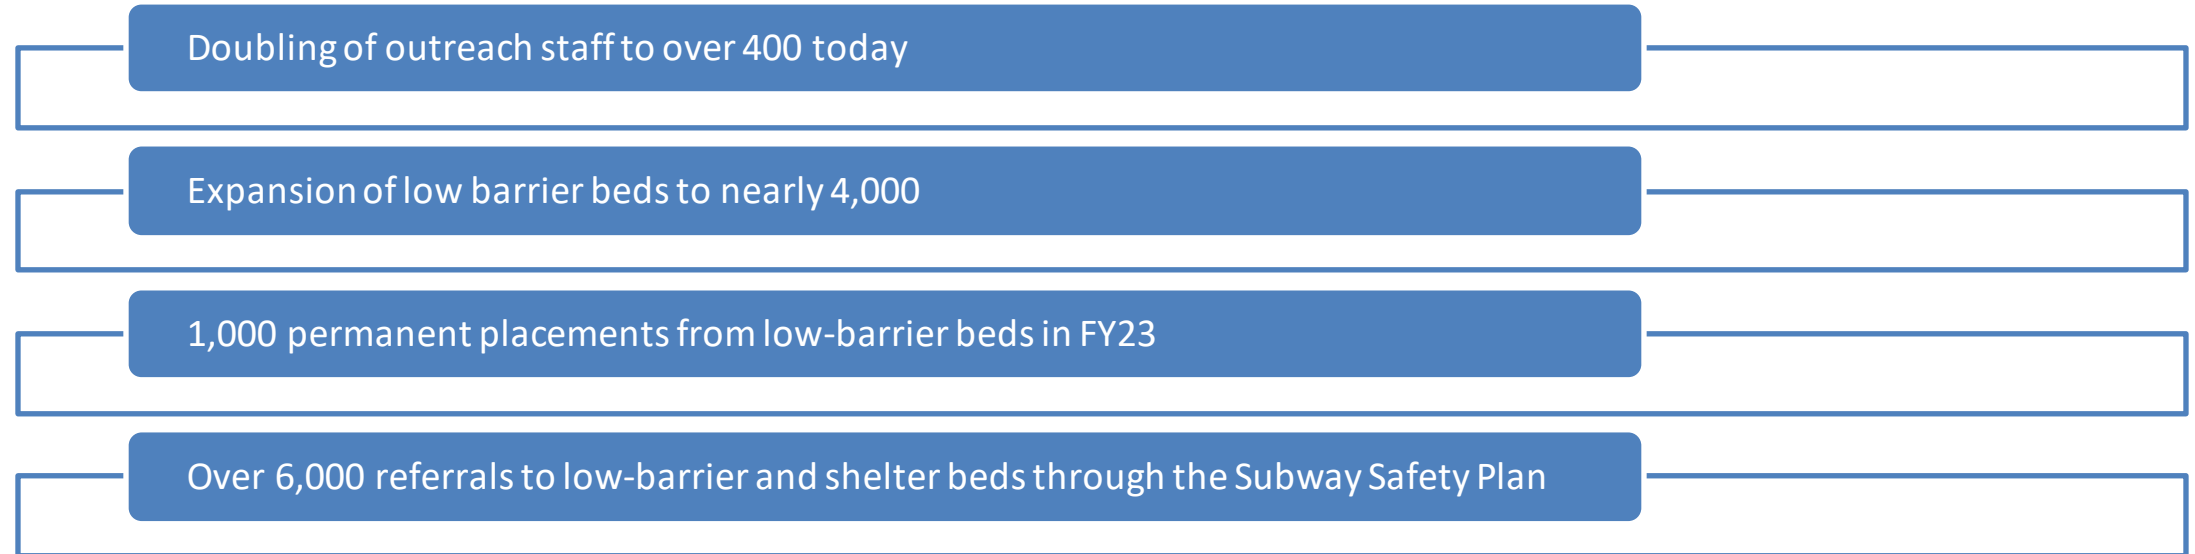 Doubling of outreach staff to over 400 today
Expansion of low barrier beds to nearly 4,000
1,000 permanent placements from low-barrier beds in FY23
Over 6,000 referrals to low-barrier and shelter beds through the Subway Safety Plan